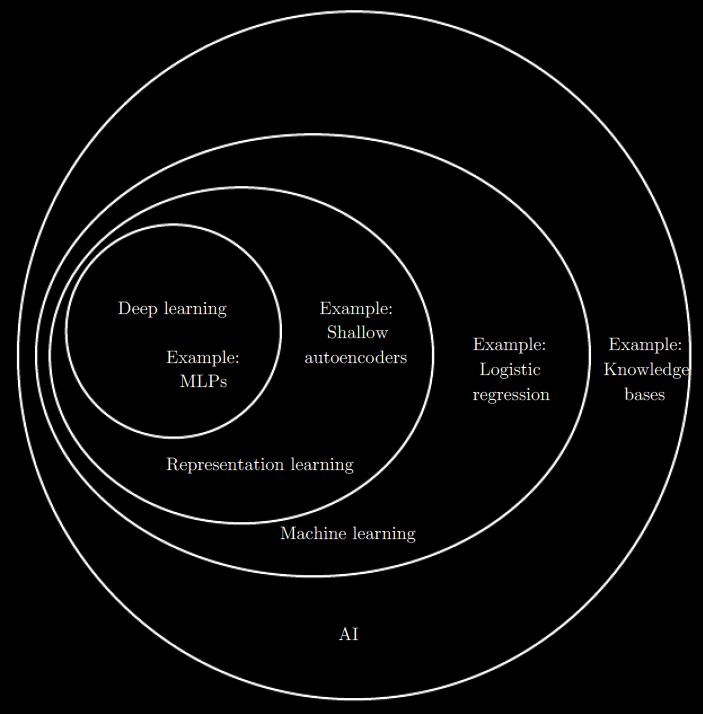 Deep learning
Example:
MLPs
Example:
Shallow
autoencoders
Example:
Logistic
regression
Example:
Knowledge
bases
Representation learning
Machine learning
AI